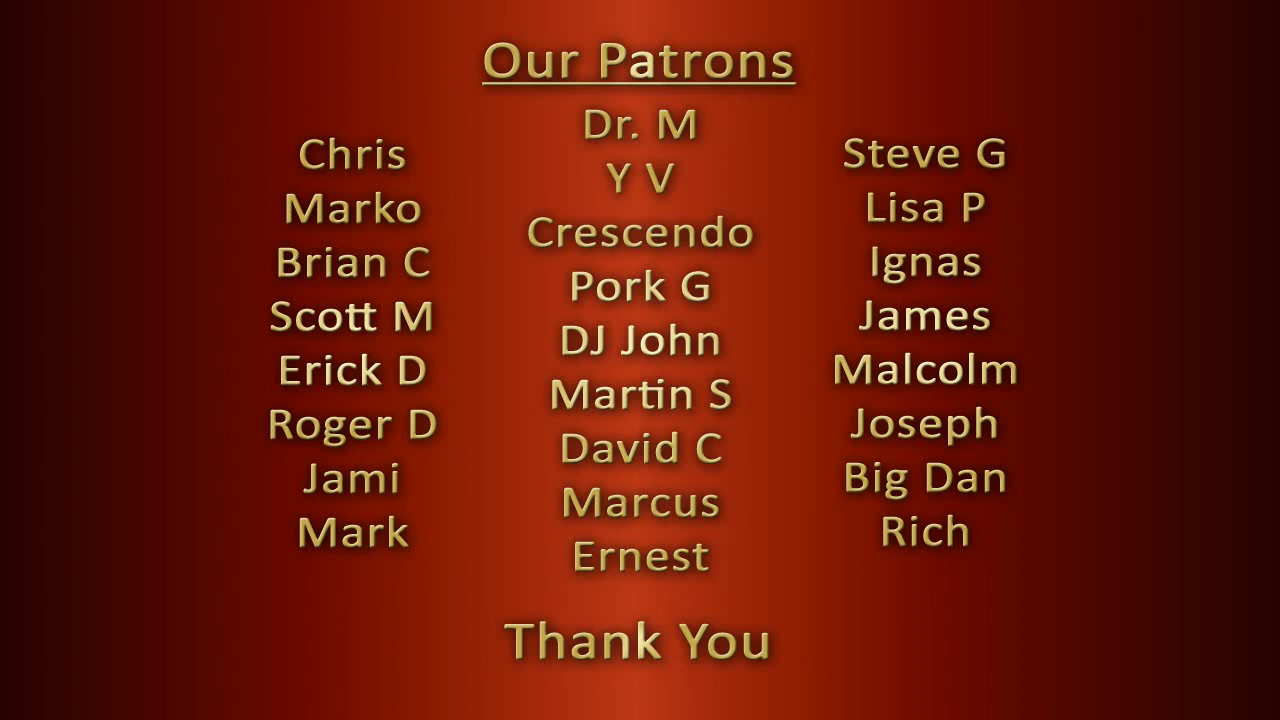 Our Patrons
Chris
Marko
Brian C
Scott M
Erick D
Roger D
Jami
Mark
Dr. M
Y V
Crescendo
Pork G
DJ John
Martin S
David C
Marcus
Ernest
Steve G
Lisa P
Ignas
James
Malcolm
Joseph
Big Dan
Rich
Thank You